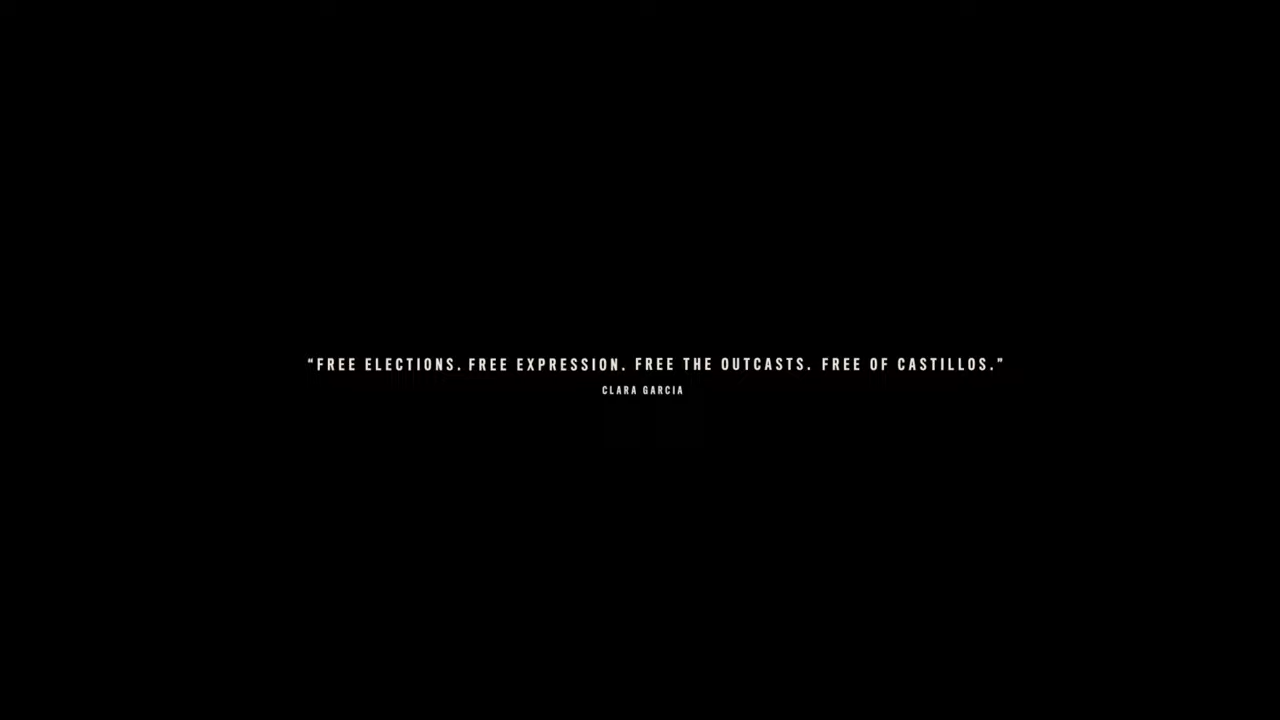 “FREE ELECTIONS. FREE EXPRESSION. FREE THE OUTCASTS. FREE OF CASTILLOS.”
CLARA GARCIA